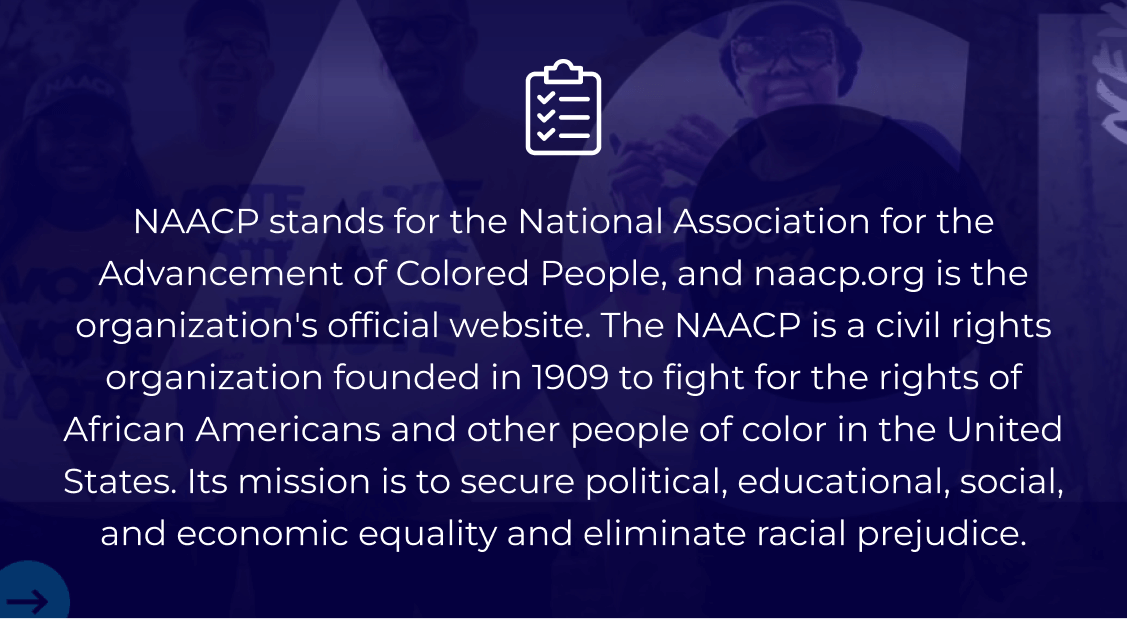 NAACP stands for the National Association for the
Advancement of Colored People, and naacp.org is the
organization's official website. The NAACP is a civil rights
organization founded in 1909 to fight for the rights of
African Americans and other people of color in the United
States. Its mission is to secure political, educational, social,
and economic equality and eliminate racial prejudice.